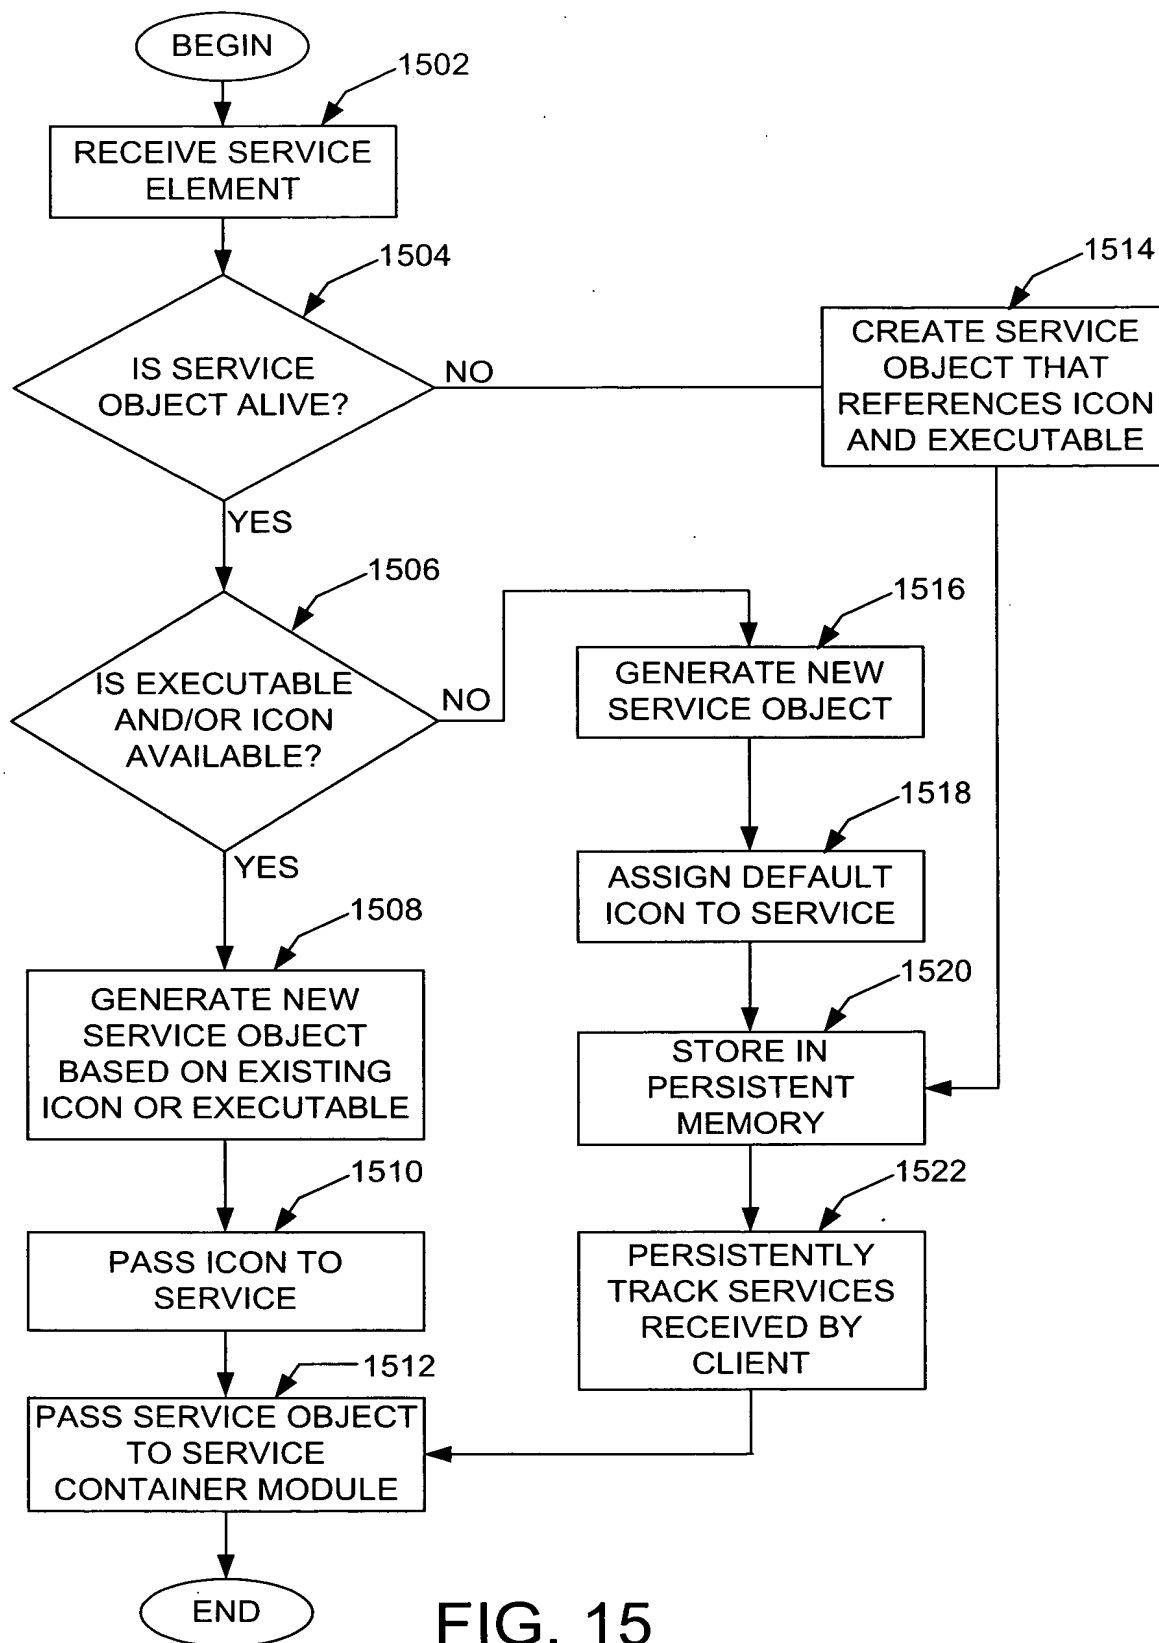 BEGIN
1502
RECEIVE SERVICE
ELEMENT
1504
IS SERVICE
OBJECT ALIVE?
NO
1514
CREATE SERVICE
OBJECT THAT
REFERENCES ICON
AND EXECUTABLE
YES
1506
IS EXECUTABLE
AND/OR ICON
AVAILABLE?
NO
1516
GENERATE NEW
SERVICE OBJECT
1518
ASSIGN DEFAULT
ICON TO SERVICE
YES
1508
GENERATE NEW
SERVICE OBJECT
BASED ON EXISTING
ICON OR EXECUTABLE
1520
STORE IN
PERSISTENT
MEMORY
1510
PASS ICON TO
SERVICE
1522
PERSISTENTLY
TRACK SERVICES
RECEIVED BY
CLIENT
1512
PASS SERVICE OBJECT
TO SERVICE
CONTAINER MODULE
END
FIG. 15